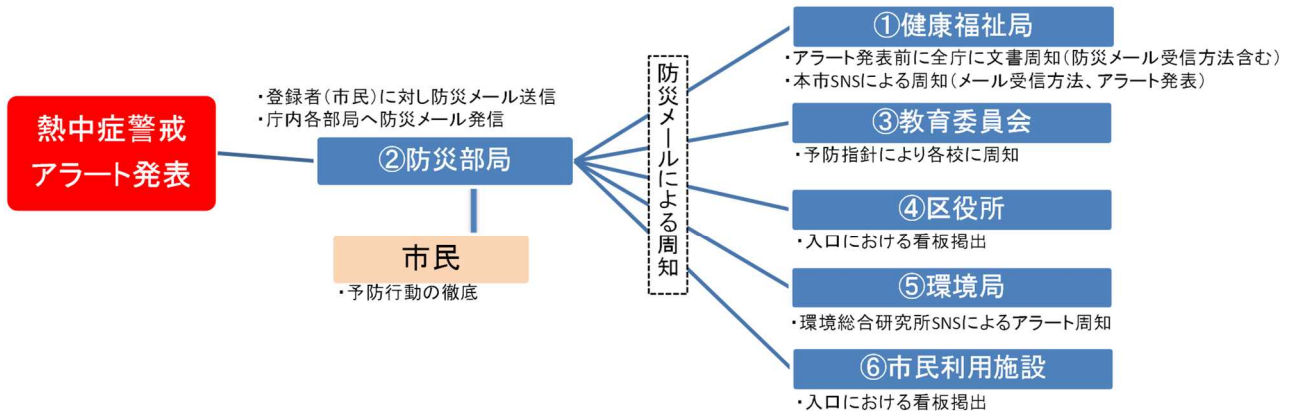 熱中症警戒
アラート発表
・登録者(市民)に対し防災メール送信
・庁内各部局へ防災メール発信
②防災部局
市民
・予防行動の徹底
防災メールによる周知
①健康福祉局
・アラート発表前に全庁に文書周知(防災メール受信方法含む)
・本市SNSによる周知(メール受信方法、アラート発表)
③教育委員会
・予防指針により各校に周知
④区役所
・入口における看板掲出
⑤環境局
・環境総合研究所SNSによるアラート周知
⑥市民利用施設
・入口における看板掲出